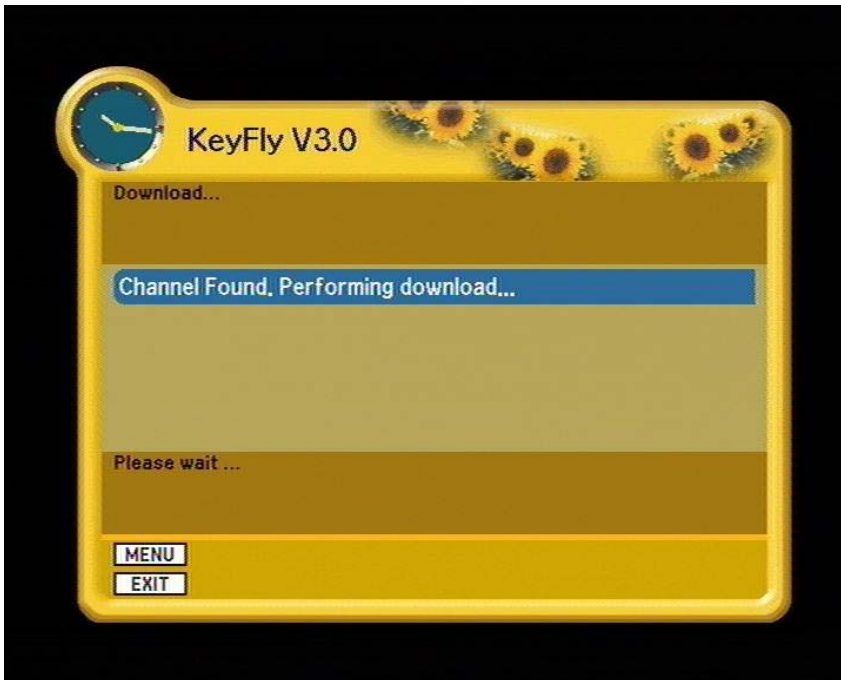 KeyFly V3.0
Download...
Channel Found. Performing download...
Please wait ...
MENU
EXIT